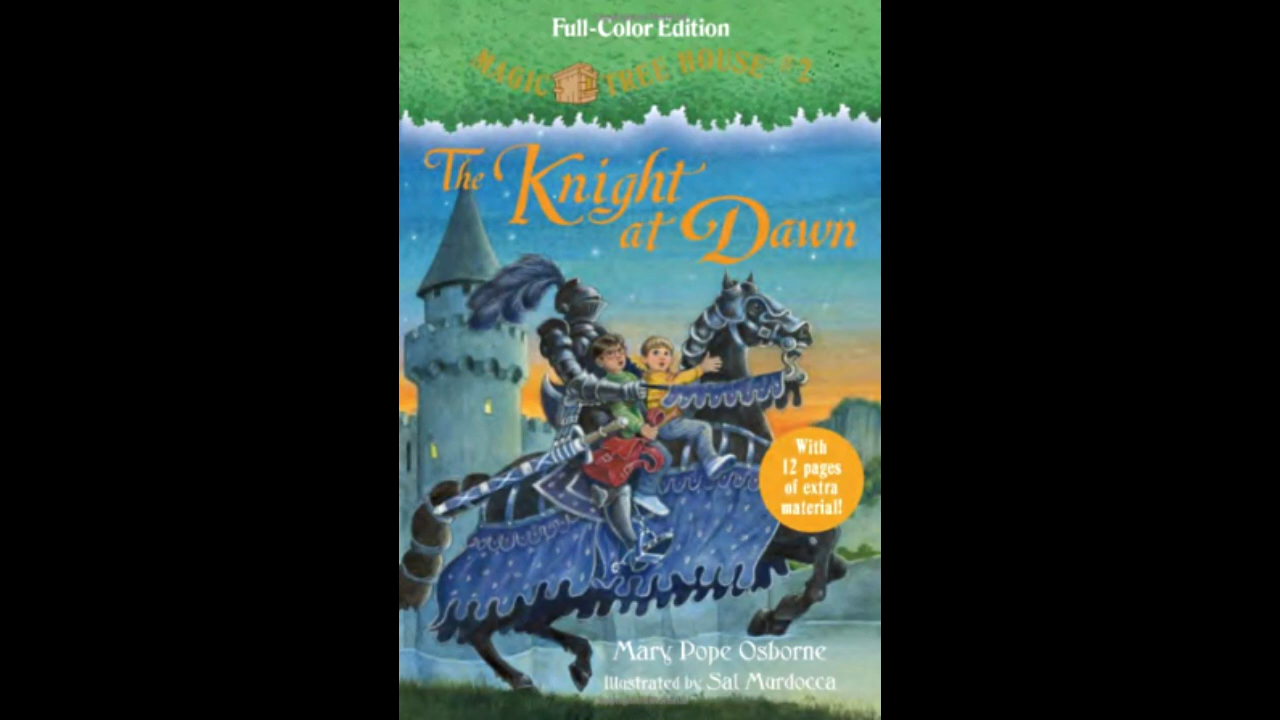 Full-Color Edition
MAGIC TREE HOUSE #2
The Knight
at Dawn
With
12 pages
of extra
material!
Mary Pope Osborne
Illustrated by Sal Murdocca